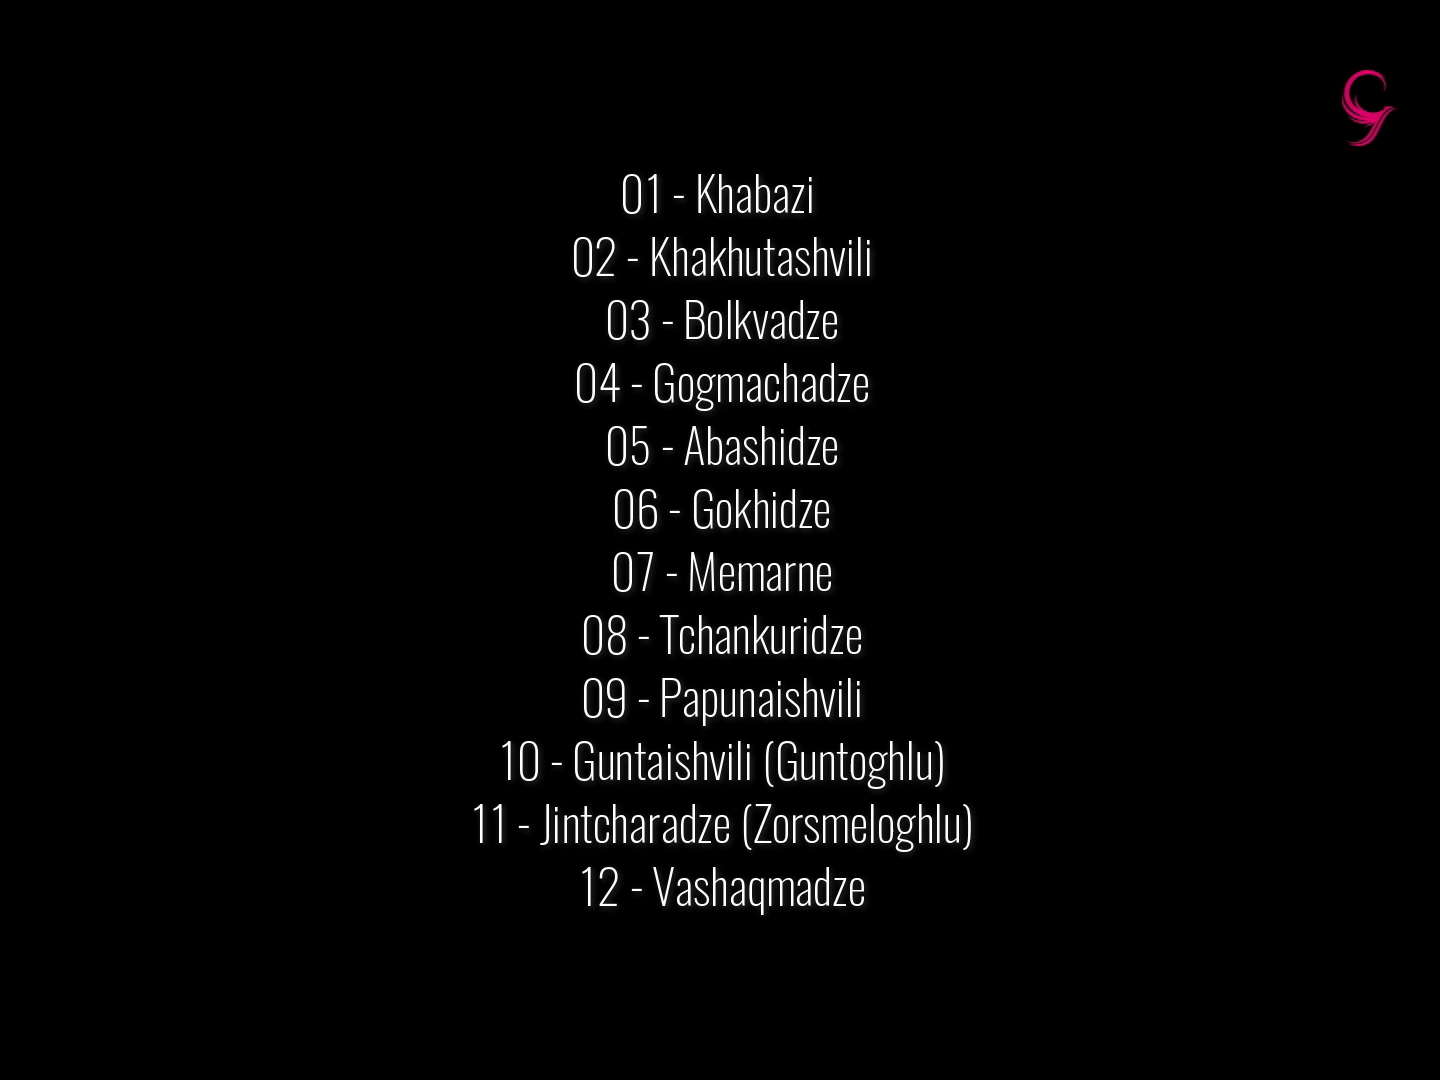 01 - Khabazi
02 - Khakhutashvili
03 - Bolkvadze
04 - Gogmachadze
05 - Abashidze
06 - Gokhidze
07 - Memarne
08 - Tchankuridze
09 - Papunaishvili
10 - Guntaishvili (Guntoghlu)
11 - Jintcharadze (Zorsmeloghlu)
12 - Vashaqmadze